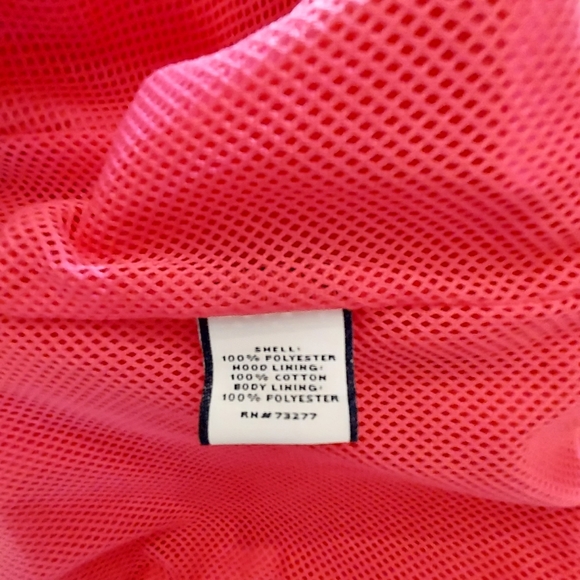 SHELL:
100% POLYESTER
HOOD LINING:
100% COTTON
BODY LINING:
100% POLYESTER
RN# 73277